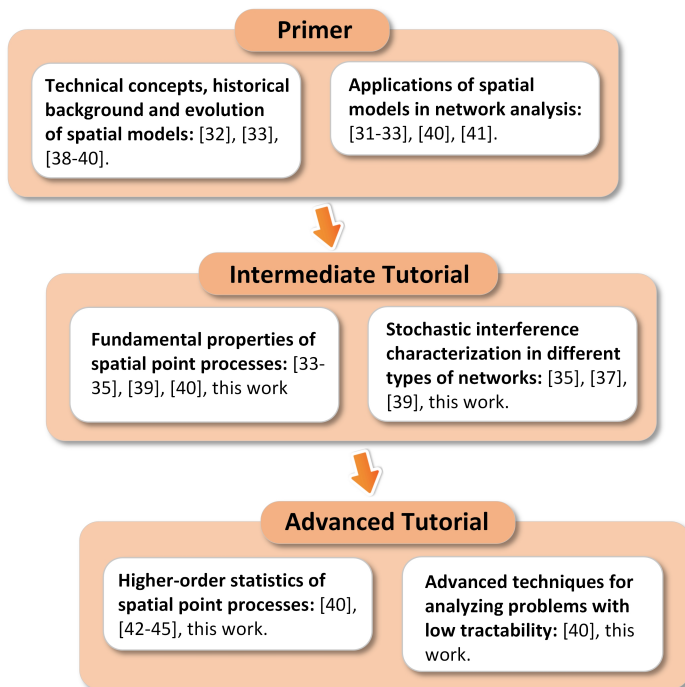 Primer
Technical concepts, historical
background and evolution
of spatial models: [32], [33],
[38-40].
Applications of spatial
models in network analysis:
[31-33], [40], [41].
Intermediate Tutorial
Fundamental properties of
spatial point processes: [33-
35], [39], [40], this work
Stochastic interference
characterization in different
types of networks: [35], [37],
[39], this work.
Advanced Tutorial
Higher-order statistics of
spatial point processes: [40],
[42-45], this work.
Advanced techniques for
analyzing problems with
low tractability: [40], this
work.